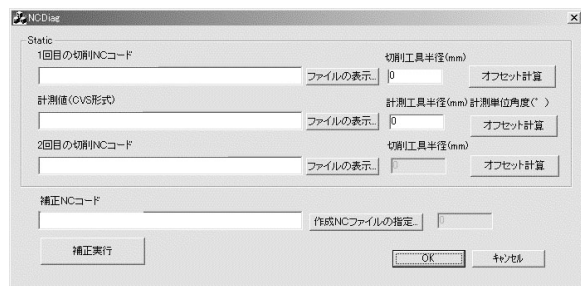 NCDiag
Static
1回目の切削NCコード 切削工具半径(mm)
ファイルの表示... 0 オフセット計算
計測値(CVS形式) 計測工具半径(mm) 計測単位角度(°)
ファイルの表示... 0 オフセット計算
2回目の切削NCコード 切削工具半径(mm)
ファイルの表示... 0 オフセット計算
補正NCコード
作成NCファイルの指定... 0
補正実行 OK キャンセル